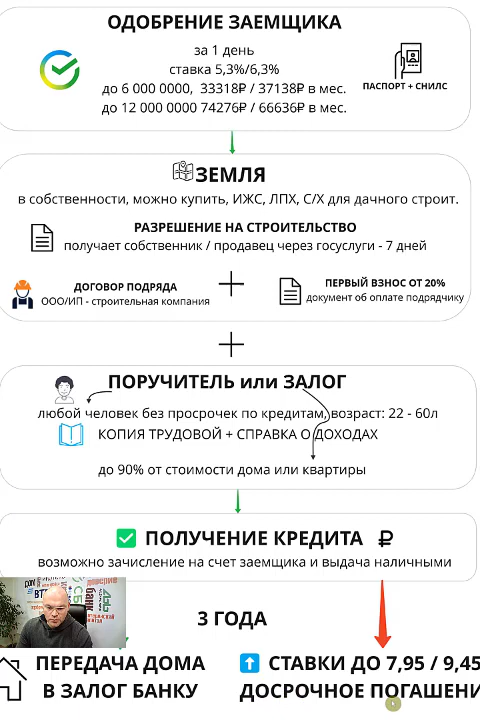 ОДОБРЕНИЕ ЗАЕМЩИКА
за 1 день
ставка 5,3%/6,3%
до 6 000 0000, 33318₽ / 37138₽ в мес.
до 12 000 0000 74276₽ / 66636₽ в мес.
ПАСПОРТ + СНИЛС
ЗЕМЛЯ
в собственности, можно купить, ИЖС, ЛПХ, С/Х для дачного строит.
РАЗРЕШЕНИЕ НА СТРОИТЕЛЬСТВО
получает собственник / продавец через госуслуги - 7 дней
ДОГОВОР ПОДРЯДА
ООО/ИП - строительная компания
ПЕРВЫЙ ВЗНОС ОТ 20%
документ об оплате подрядчику
ПОРУЧИТЕЛЬ или ЗАЛОГ
любой человек без просрочек по кредитам, возраст: 22 - 60л
КОПИЯ ТРУДОВОЙ + СПРАВКА О ДОХОДАХ
до 90% от стоимости дома или квартиры
ПОЛУЧЕНИЕ КРЕДИТА ₽
возможно зачисление на счет заемщика и выдача наличными
ВТ
банк
3 ГОДА
ПЕРЕДАЧА ДОМА
В ЗАЛОГ БАНКУ
СТАВКИ ДО 7,95 / 9,45
ДОСРОЧНОЕ ПОГАШЕНИ